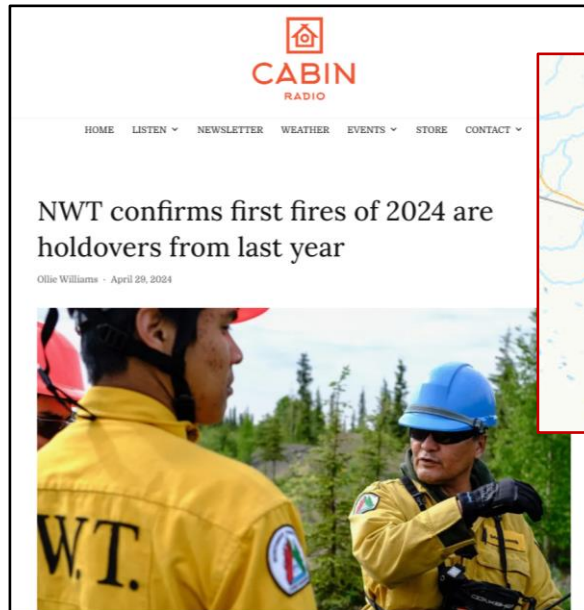 CABIN
RADIO
HOME LISTEN NEWSLETTER WEATHER EVENTS STORE CONTACT
NWT confirms first fires of 2024 are
holdovers from last year
Ollie Williams - April 29, 2024
W.T.